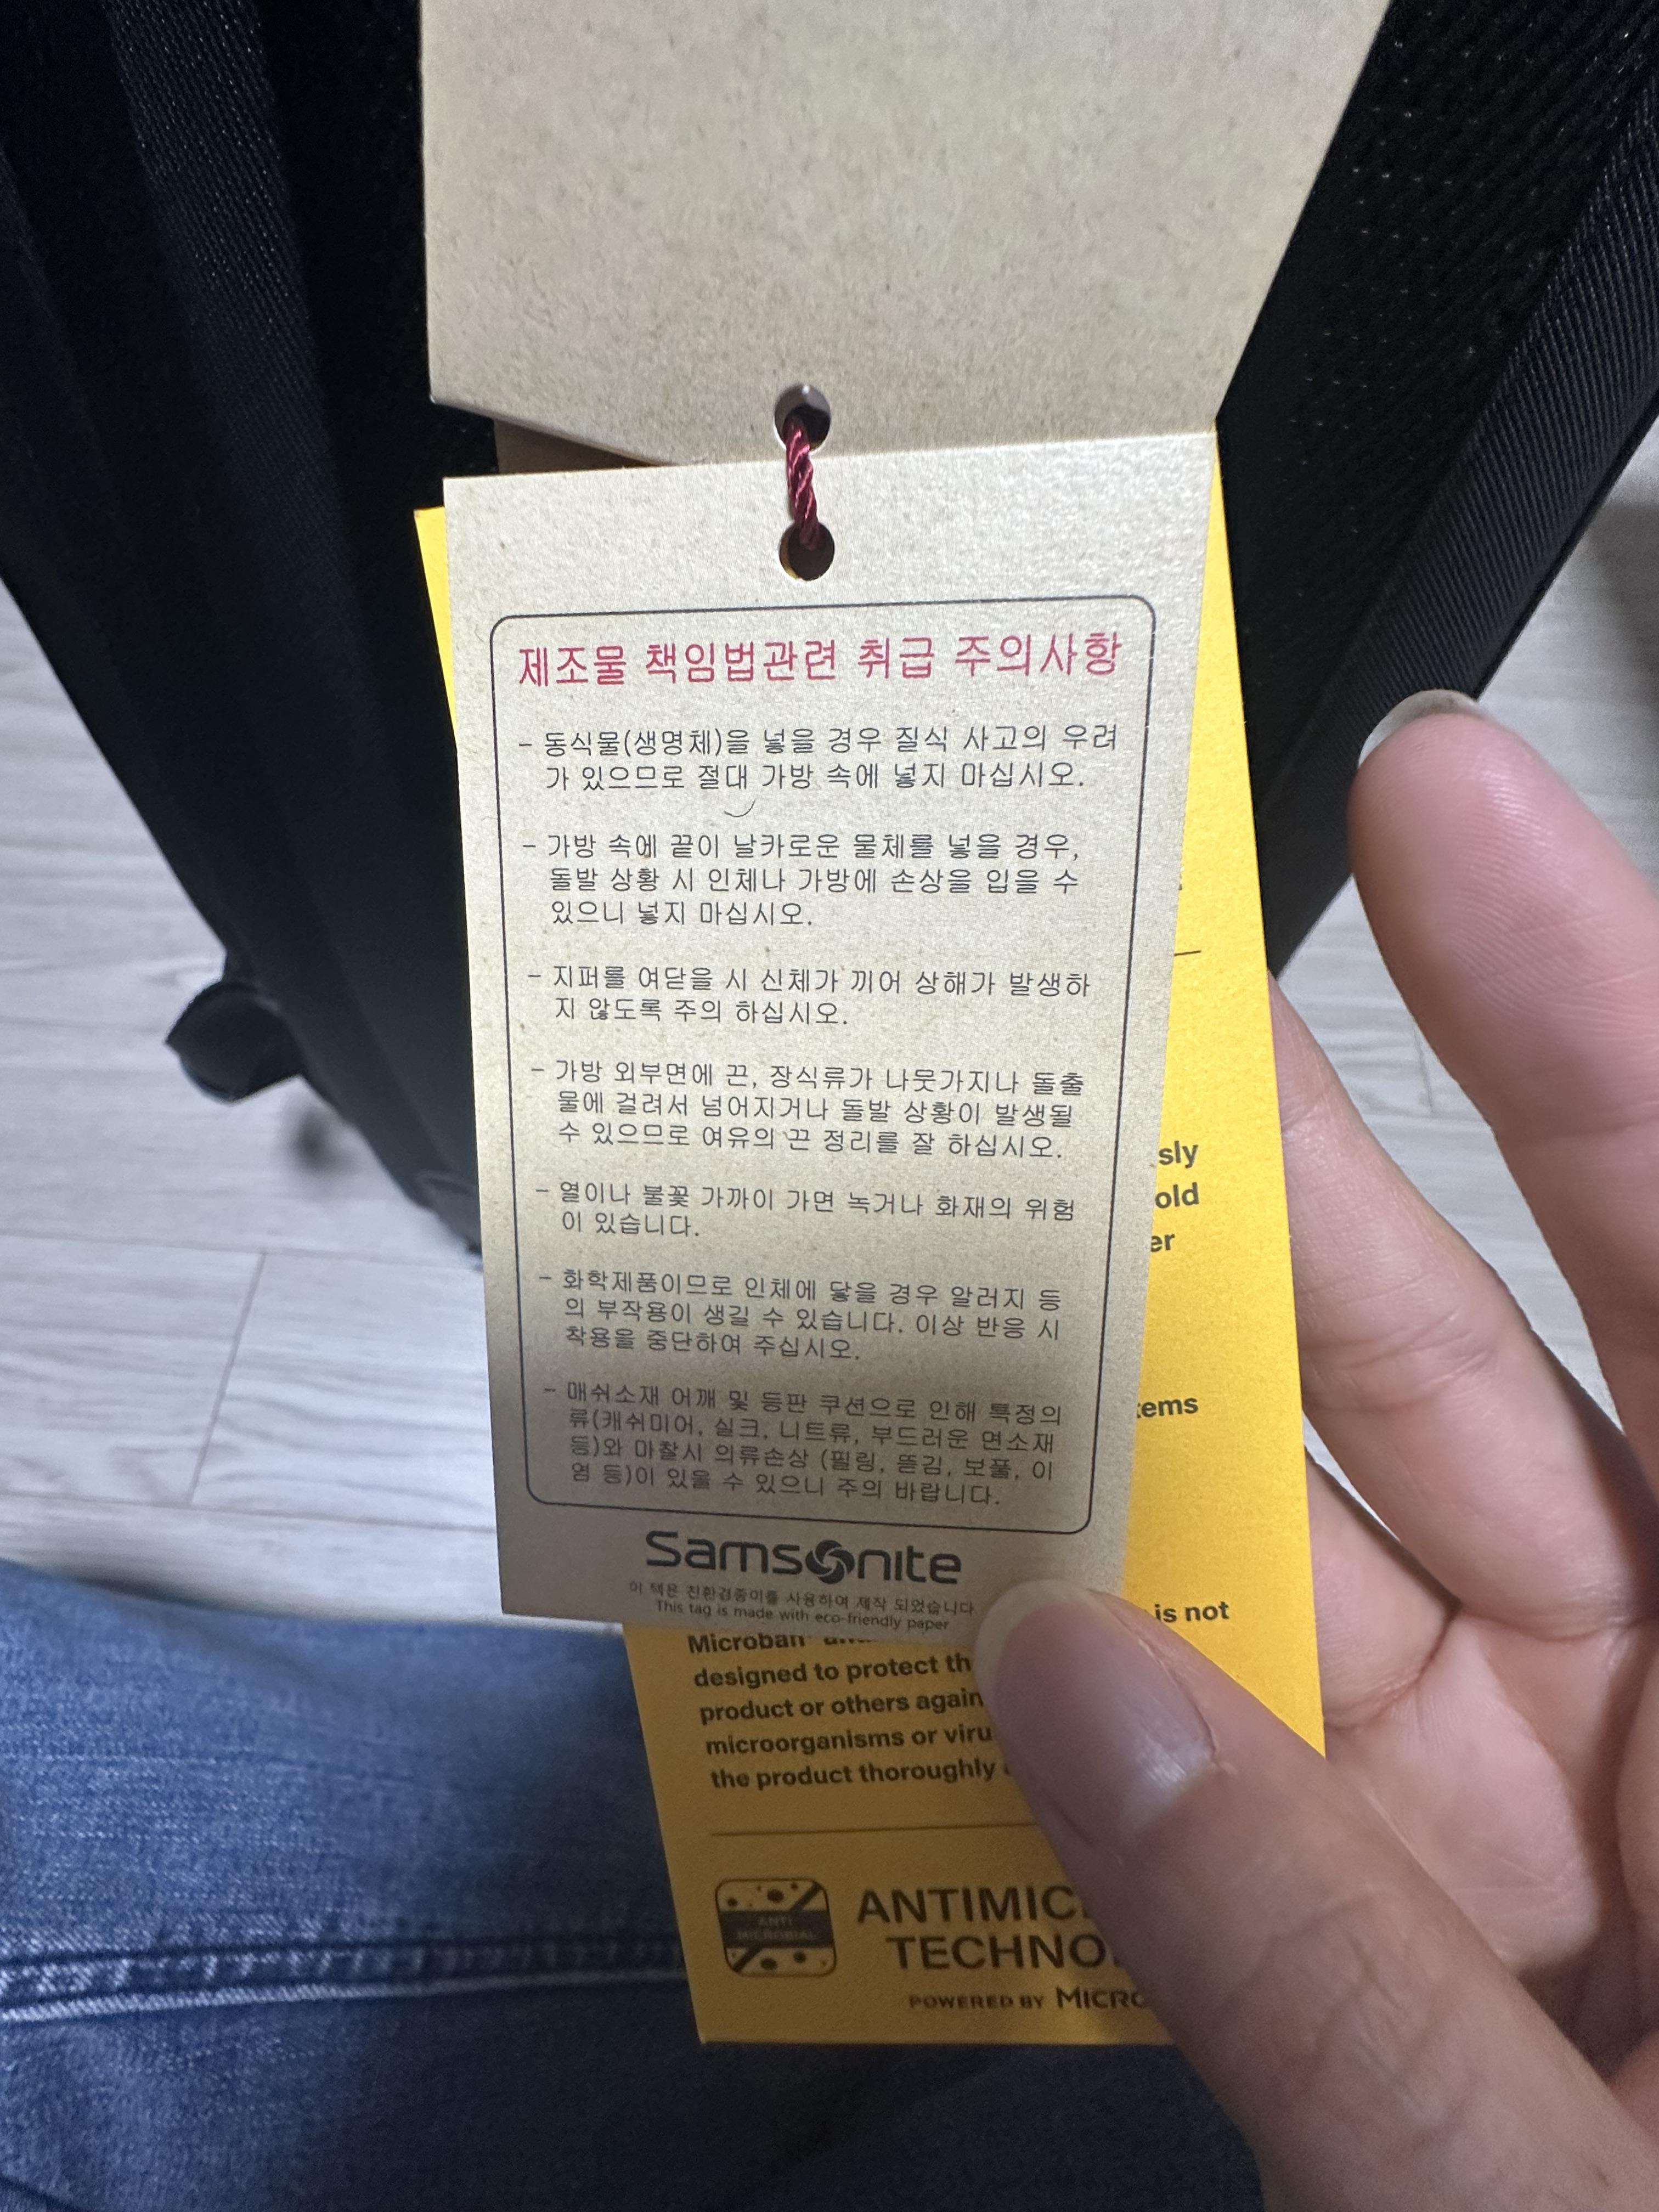 제조물 책임법관련 취급 주의사항
- 동식물(생명체)을 넣을 경우 질식 사고의 우려
가 있으므로 절대 가방 속에 넣지 마십시오.
- 가방 속에 끝이 날카로운 물체를 넣을 경우,
돌발 상황 시 인체나 가방에 손상을 입을 수
있으니 넣지 마십시오.
- 지퍼를 여닫을 시 신체가 끼어 상해가 발생하
지 않도록 주의 하십시오.
- 가방 외부면에 끈, 장식류가 나뭇가지나 돌출
물에 걸려서 넘어지거나 돌발 상황이 발생될
수 있으므로 여유의 끈 정리를 잘 하십시오.
- 열이나 불꽃 가까이 가면 녹거나 화재의 위험
이 있습니다.
- 화학제품이므로 인체에 닿을 경우 알러지 등
의 부작용이 생길 수 있습니다. 이상 반응 시
착용을 중단하여 주십시오.
- 매쉬소재 어깨 및 등판 쿠션으로 인해 특정의
류(캐쉬미어, 실크, 니트류, 부드러운 면소재
등)와 마찰시 의류손상 (필링, 뜯김, 보풀, 이
염 등)이 있을 수 있으니 주의 바랍니다.
Samsonite
이 택은 친환경종이를 사용하여 제작 되었습니다
This tag is made with eco-friendly paper
sly
old
er
tems
is not
Microban
designed to protect th
product or others again
microorganisms or viru
the product thoroughly
ANTI
MICROBIAL
ANTIMIC
TECHNO
POWERED BY MICRO